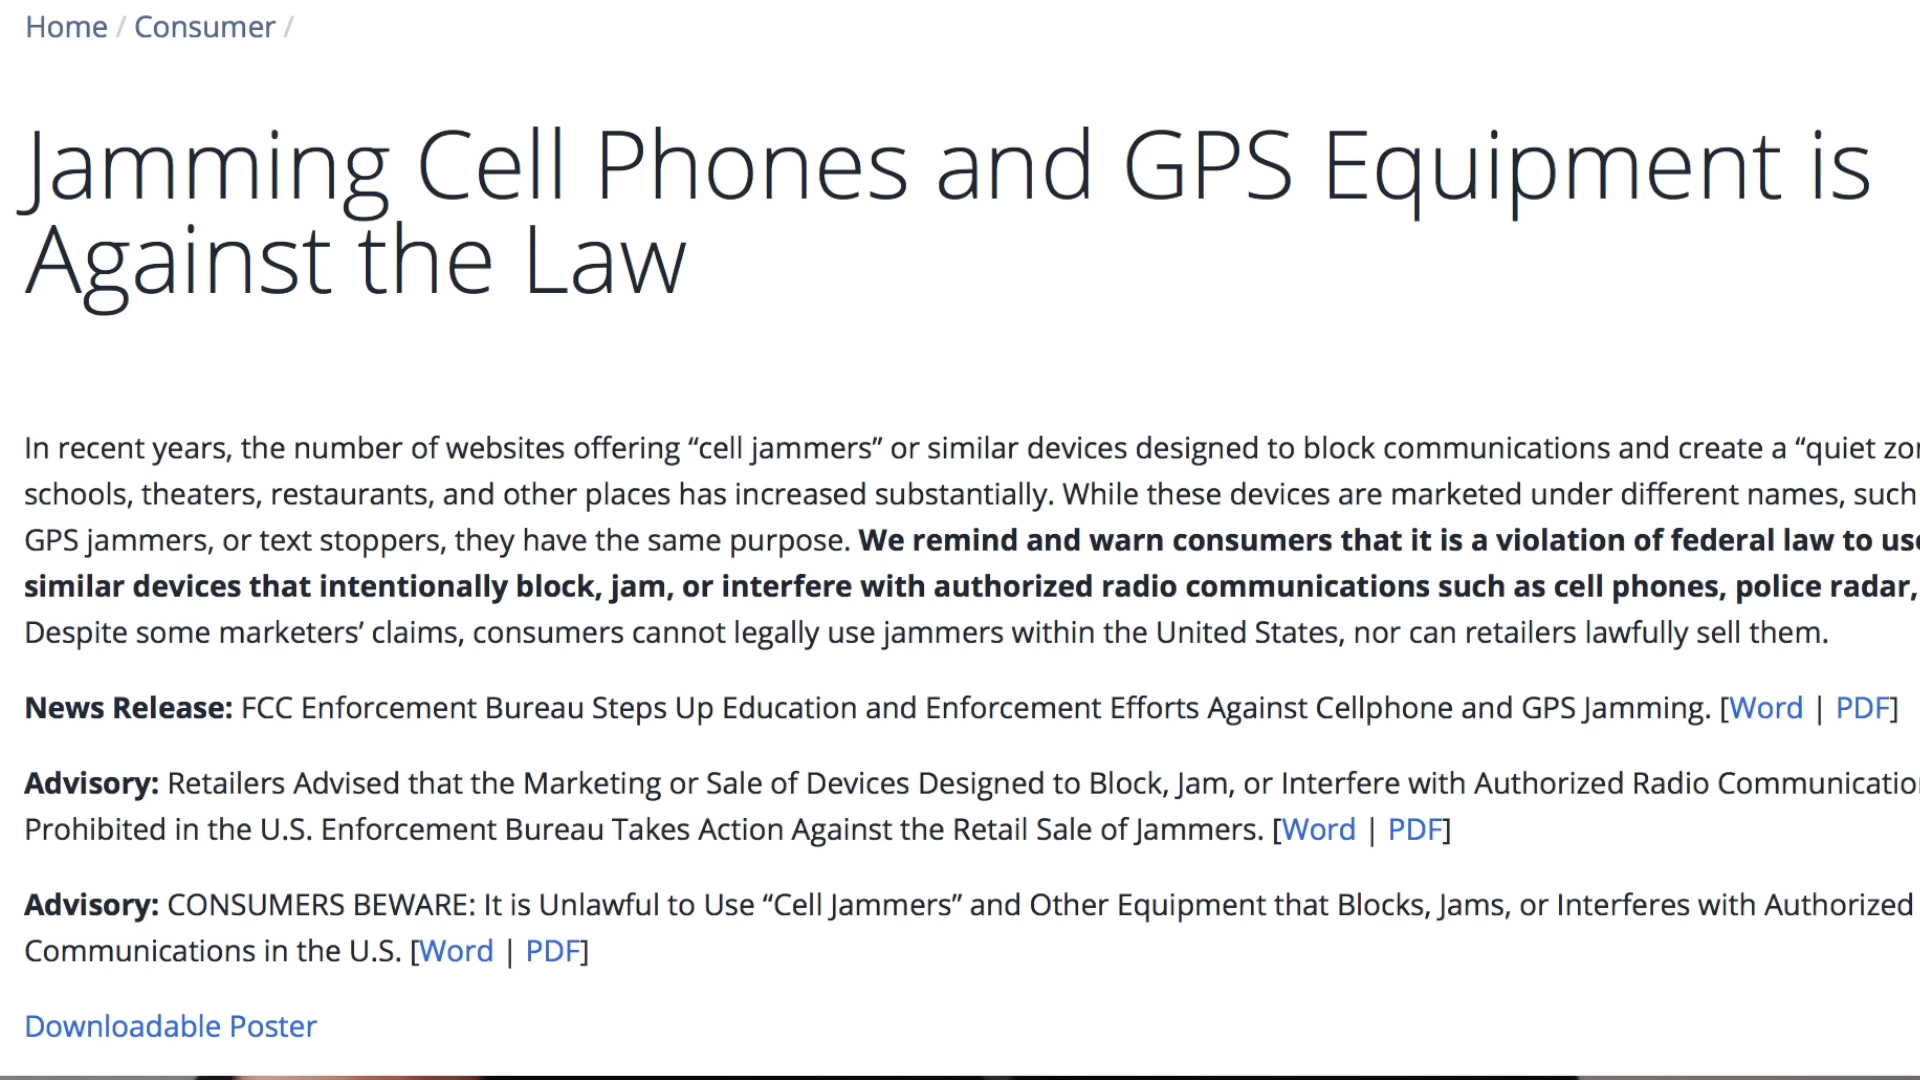 Home / Consumer /
Jamming Cell Phones and GPS Equipment is
Against the Law
In recent years, the number of websites offering “cell jammers” or similar devices designed to block communications and create a “quiet
schools, theaters, restaurants, and other places has increased substantially. While these devices are marketed under different names, such
GPS jammers, or text stoppers, they have the same purpose. We remind and warn consumers that it is a violation of federal law to
similar devices that intentionally block, jam, or interfere with authorized radio communications such as cell phones, police radar,
Despite some marketers’ claims, consumers cannot legally use jammers within the United States, nor can retailers lawfully sell them.
News Release: FCC Enforcement Bureau Steps Up Education and Enforcement Efforts Against Cellphone and GPS Jamming. [Word | PDF]
Advisory: Retailers Advised that the Marketing or Sale of Devices Designed to Block, Jam, or Interfere with Authorized Radio
Prohibited in the U.S. Enforcement Bureau Takes Action Against the Retail Sale of Jammers. [Word | PDF]
Advisory: CONSUMERS BEWARE: It is Unlawful to Use “Cell Jammers” and Other Equipment that Blocks, Jams, or Interferes with Authorized
Communications in the U.S. [Word | PDF]
Downloadable Poster